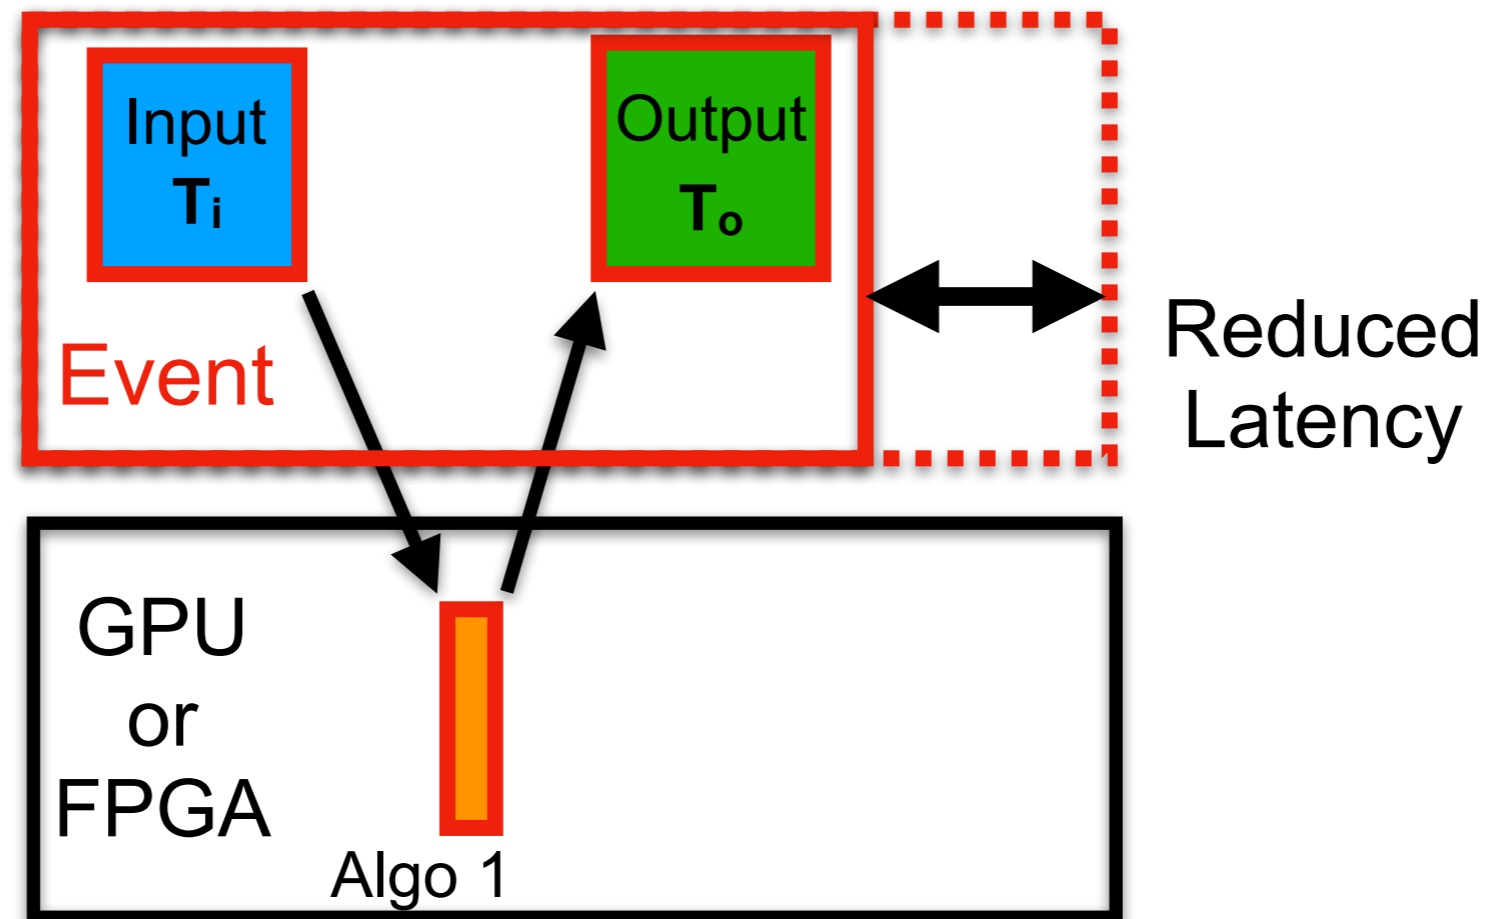 Input
Tᵢ
Output
Tₒ
Event
Reduced
Latency
GPU
or
FPGA
Algo 1